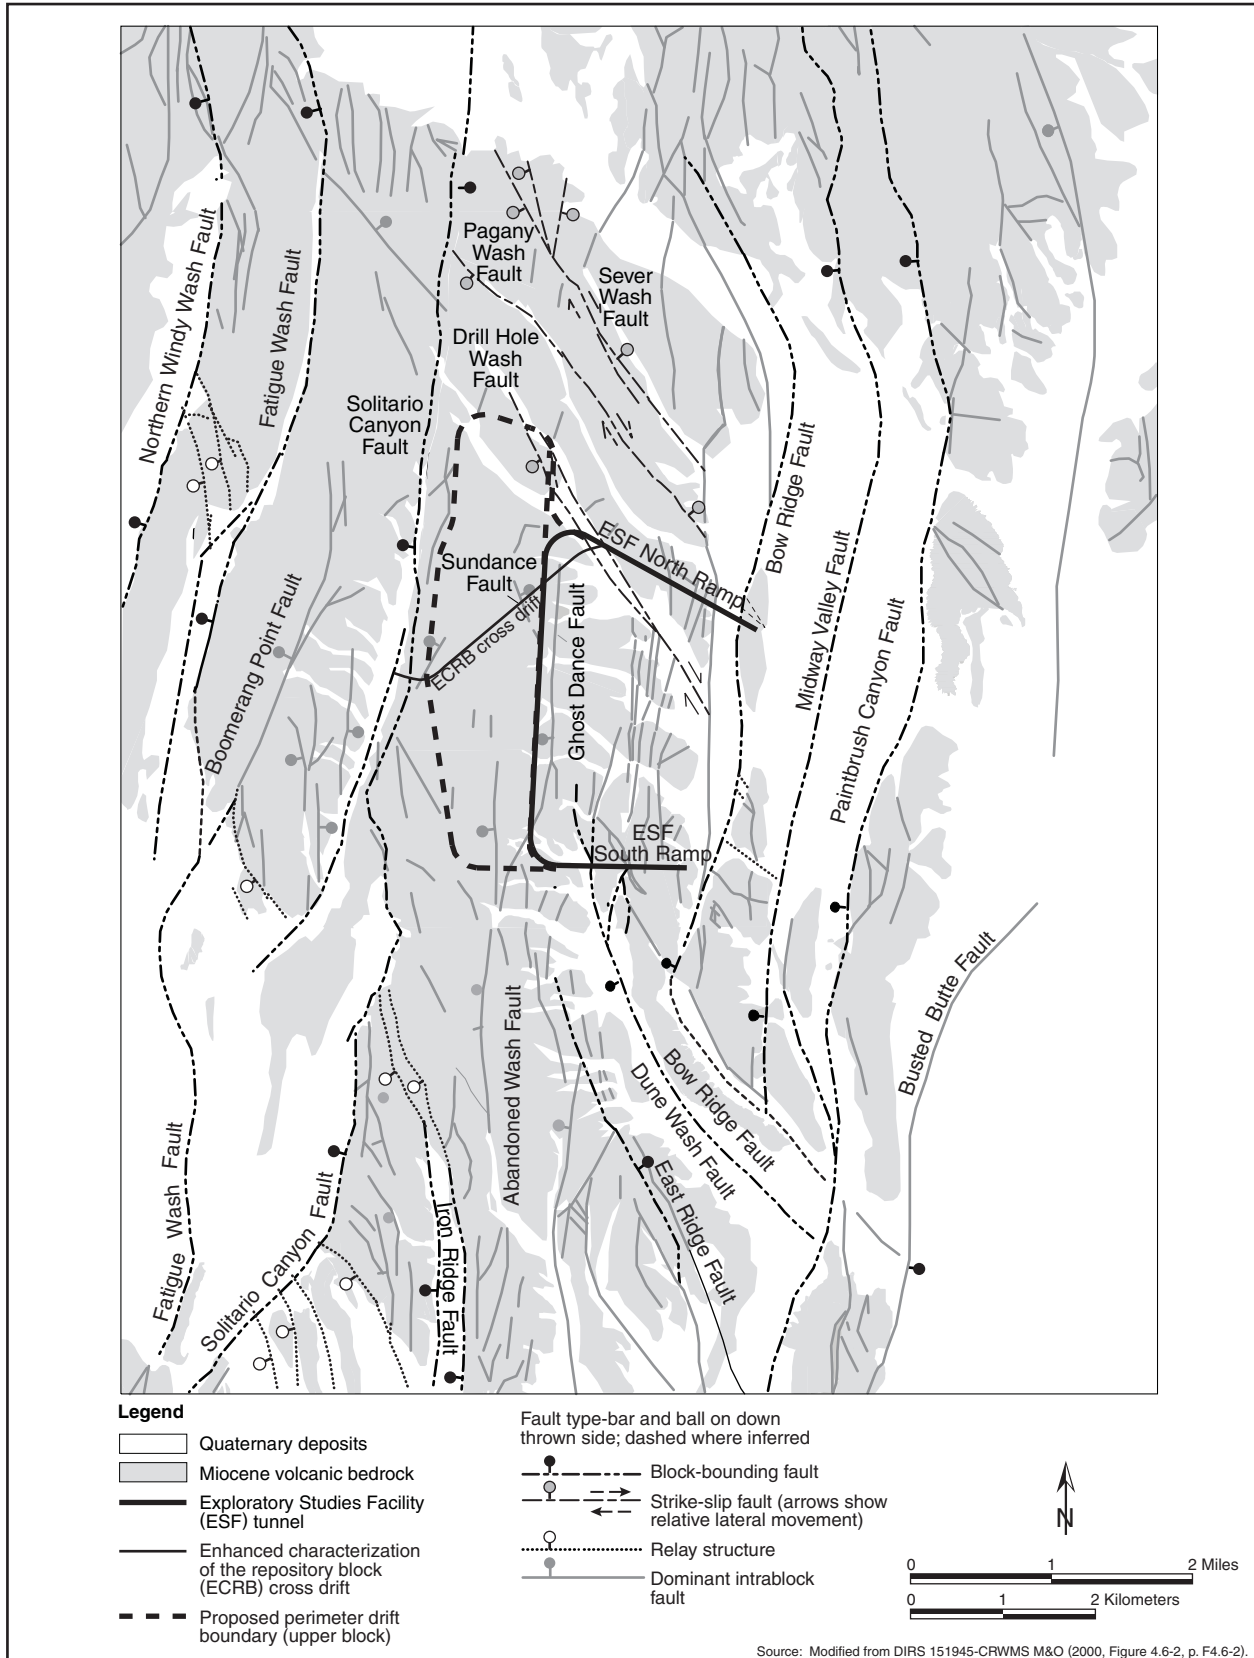 Northern Windy Wash Fault
Fatigue Wash Fault
Pagany
Wash
Fault
Sever
Wash
Fault
Drill Hole
Wash
Fault
Solitario
Canyon
Fault
Bow Ridge Fault
ESF North Ramp
Sundance
Fault
ECRB cross drift
Ghost Dance Fault
Midway Valley Fault
Paintbrush Canyon Fault
Boomerang Point Fault
ESF
South Ramp
Busted Butte Fault
Abandoned Wash Fault
Bow Ridge Fault
Dune Wash Fault
East Ridge Fault
Fatigue Wash Fault
Solitario Canyon Fault
Iron Ridge Fault
Legend
Quaternary deposits
Miocene volcanic bedrock
Exploratory Studies Facility
(ESF) tunnel
Enhanced characterization
of the repository block
(ECRB) cross drift
Proposed perimeter drift
boundary (upper block)
Fault type-bar and ball on down
thrown side; dashed where inferred
Block-bounding fault
Strike-slip fault (arrows show
relative lateral movement)
Relay structure
Dominant intrablock
fault
N
0 1 2 Miles
0 1 2 Kilometers
Source: Modified from DIRS 151945-CRWMS M&O (2000, Figure 4.6-2, p. F4.6-2).